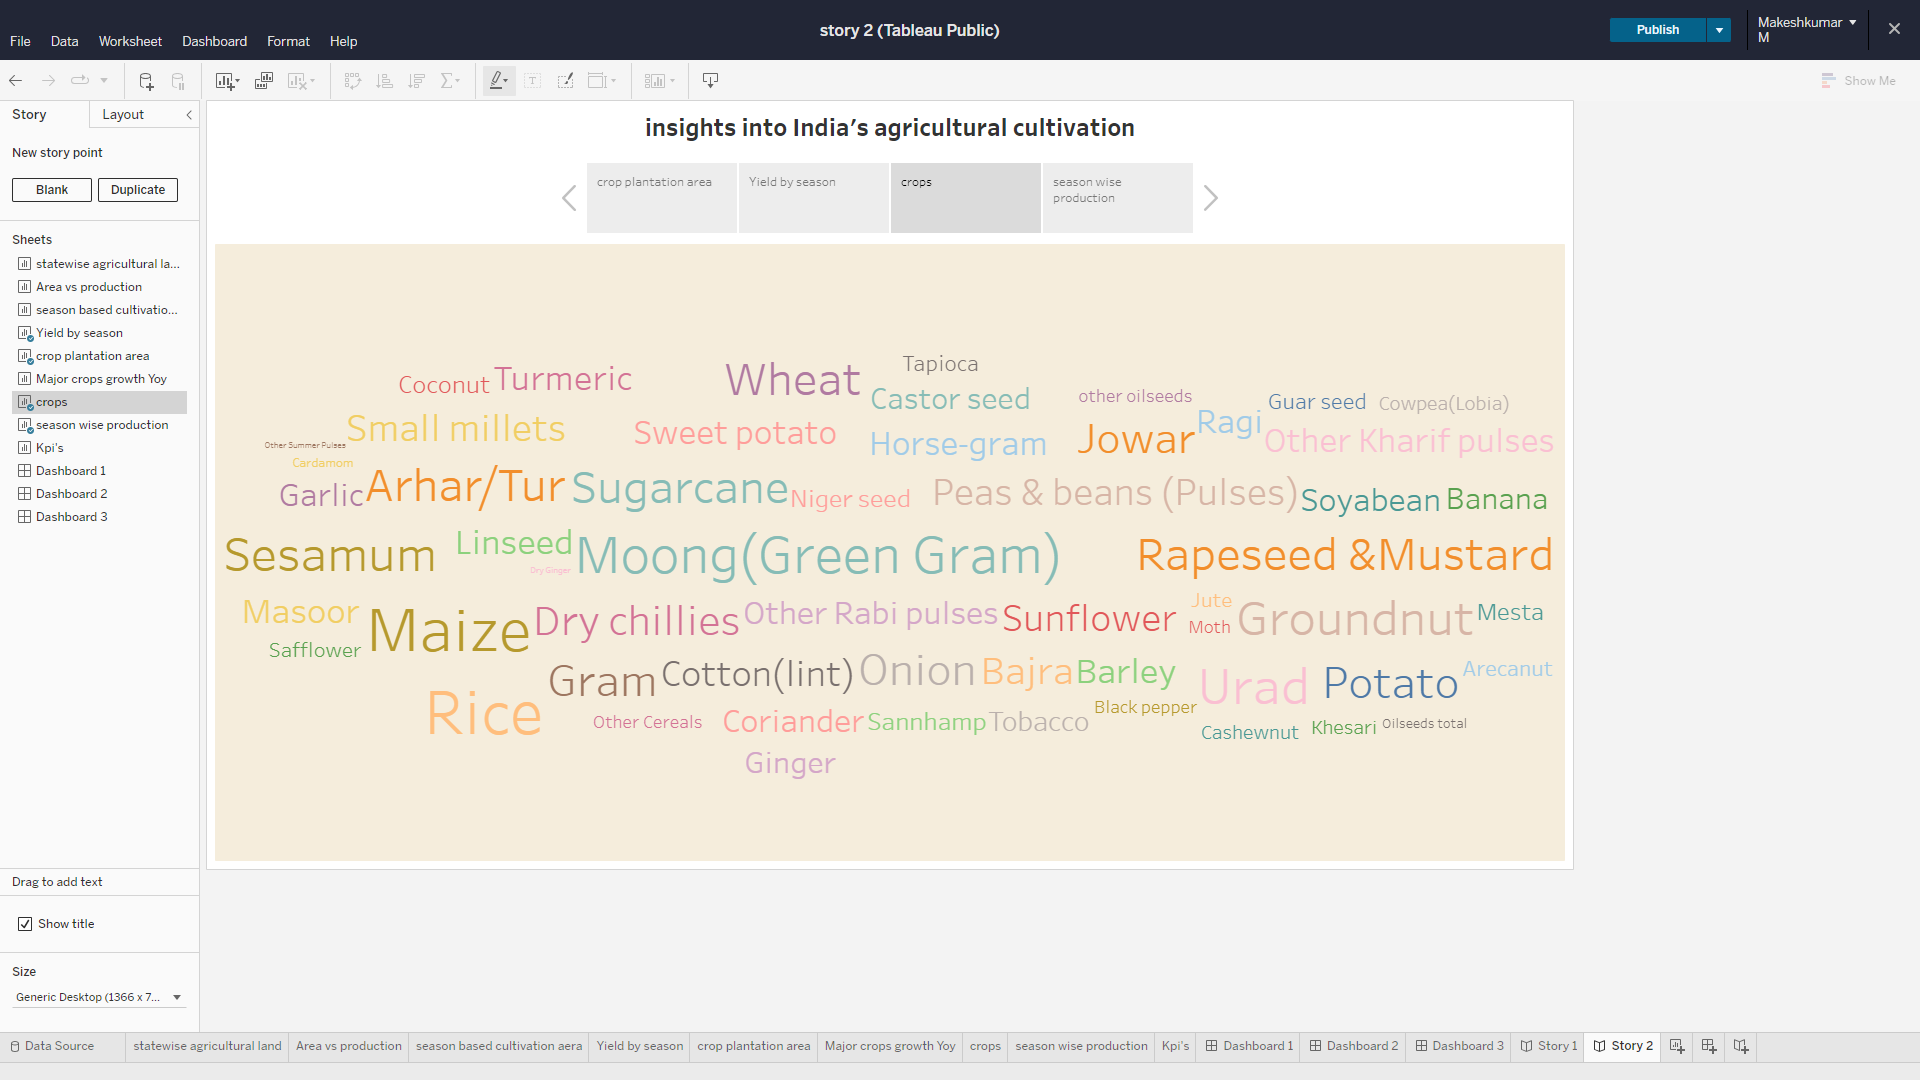 story 2 (Tableau Public)
Publish
Makeshkumar M
File Data Worksheet Dashboard Format Help
Show Me
Story Layout
New story point
Blank Duplicate
Sheets
statewise agricultural la...
Area vs production
season based cultivatio...
Yield by season
crop plantation area
Major crops growth Yoy
crops
season wise production
Kpi's
Dashboard 1
Dashboard 2
Dashboard 3
Drag to add text
Show title
Size
Generic Desktop (1366 x 7...
insights into India's agricultural cultivation
crop plantation area
Yield by season
crops
season wise
production
Tapioca
Coconut Turmeric Wheat
Castor seed other oilseeds Guar seed Cowpea(Lobia)
Small millets Sweet potato Horse-gram Jowar Ragi Other Kharif pulses
Other Summer Pulses
Cardamom
Garlic Arhar/Tur Sugarcane Niger seed Peas & beans (Pulses) Soyabean Banana
Sesamum Linseed Moong(Green Gram) Rapeseed &Mustard
Dry Ginger
Masoor Maize Dry chillies Other Rabi pulses Sunflower Jute Groundnut Mesta
Moth
Safflower
Gram Cotton(lint) Onion Bajra Barley Urad Potato Arecanut
Rice Other Cereals Coriander Sannhamp Tobacco Black pepper
Cashewnut Khesari Oilseeds total
Ginger
Data Source statewise agricultural land Area vs production season based cultivation aera Yield by season crop plantation area Major crops growth Yoy crops season wise production Kpi's Dashboard 1 Dashboard 2 Dashboard 3 Story 1 Story 2